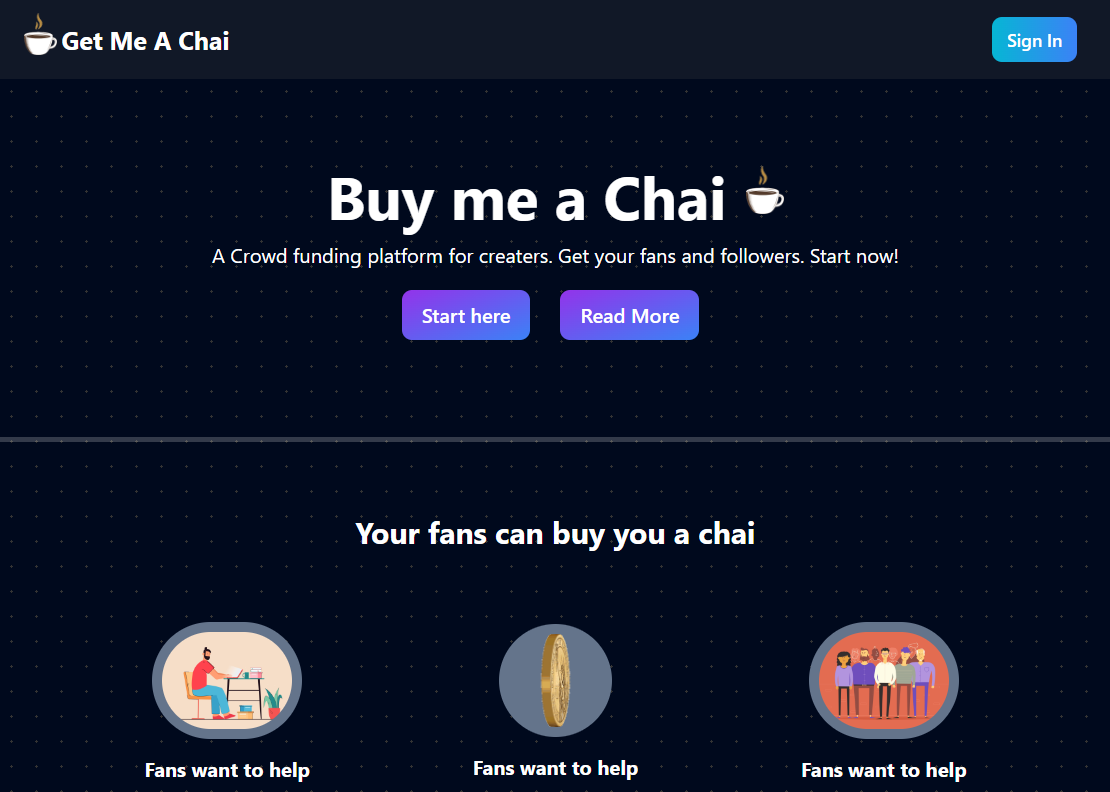 Get Me A Chai
Sign In
Buy me a Chai
A Crowd funding platform for creaters. Get your fans and followers. Start now!
Start here
Read More
Your fans can buy you a chai
Fans want to help
Fans want to help
Fans want to help